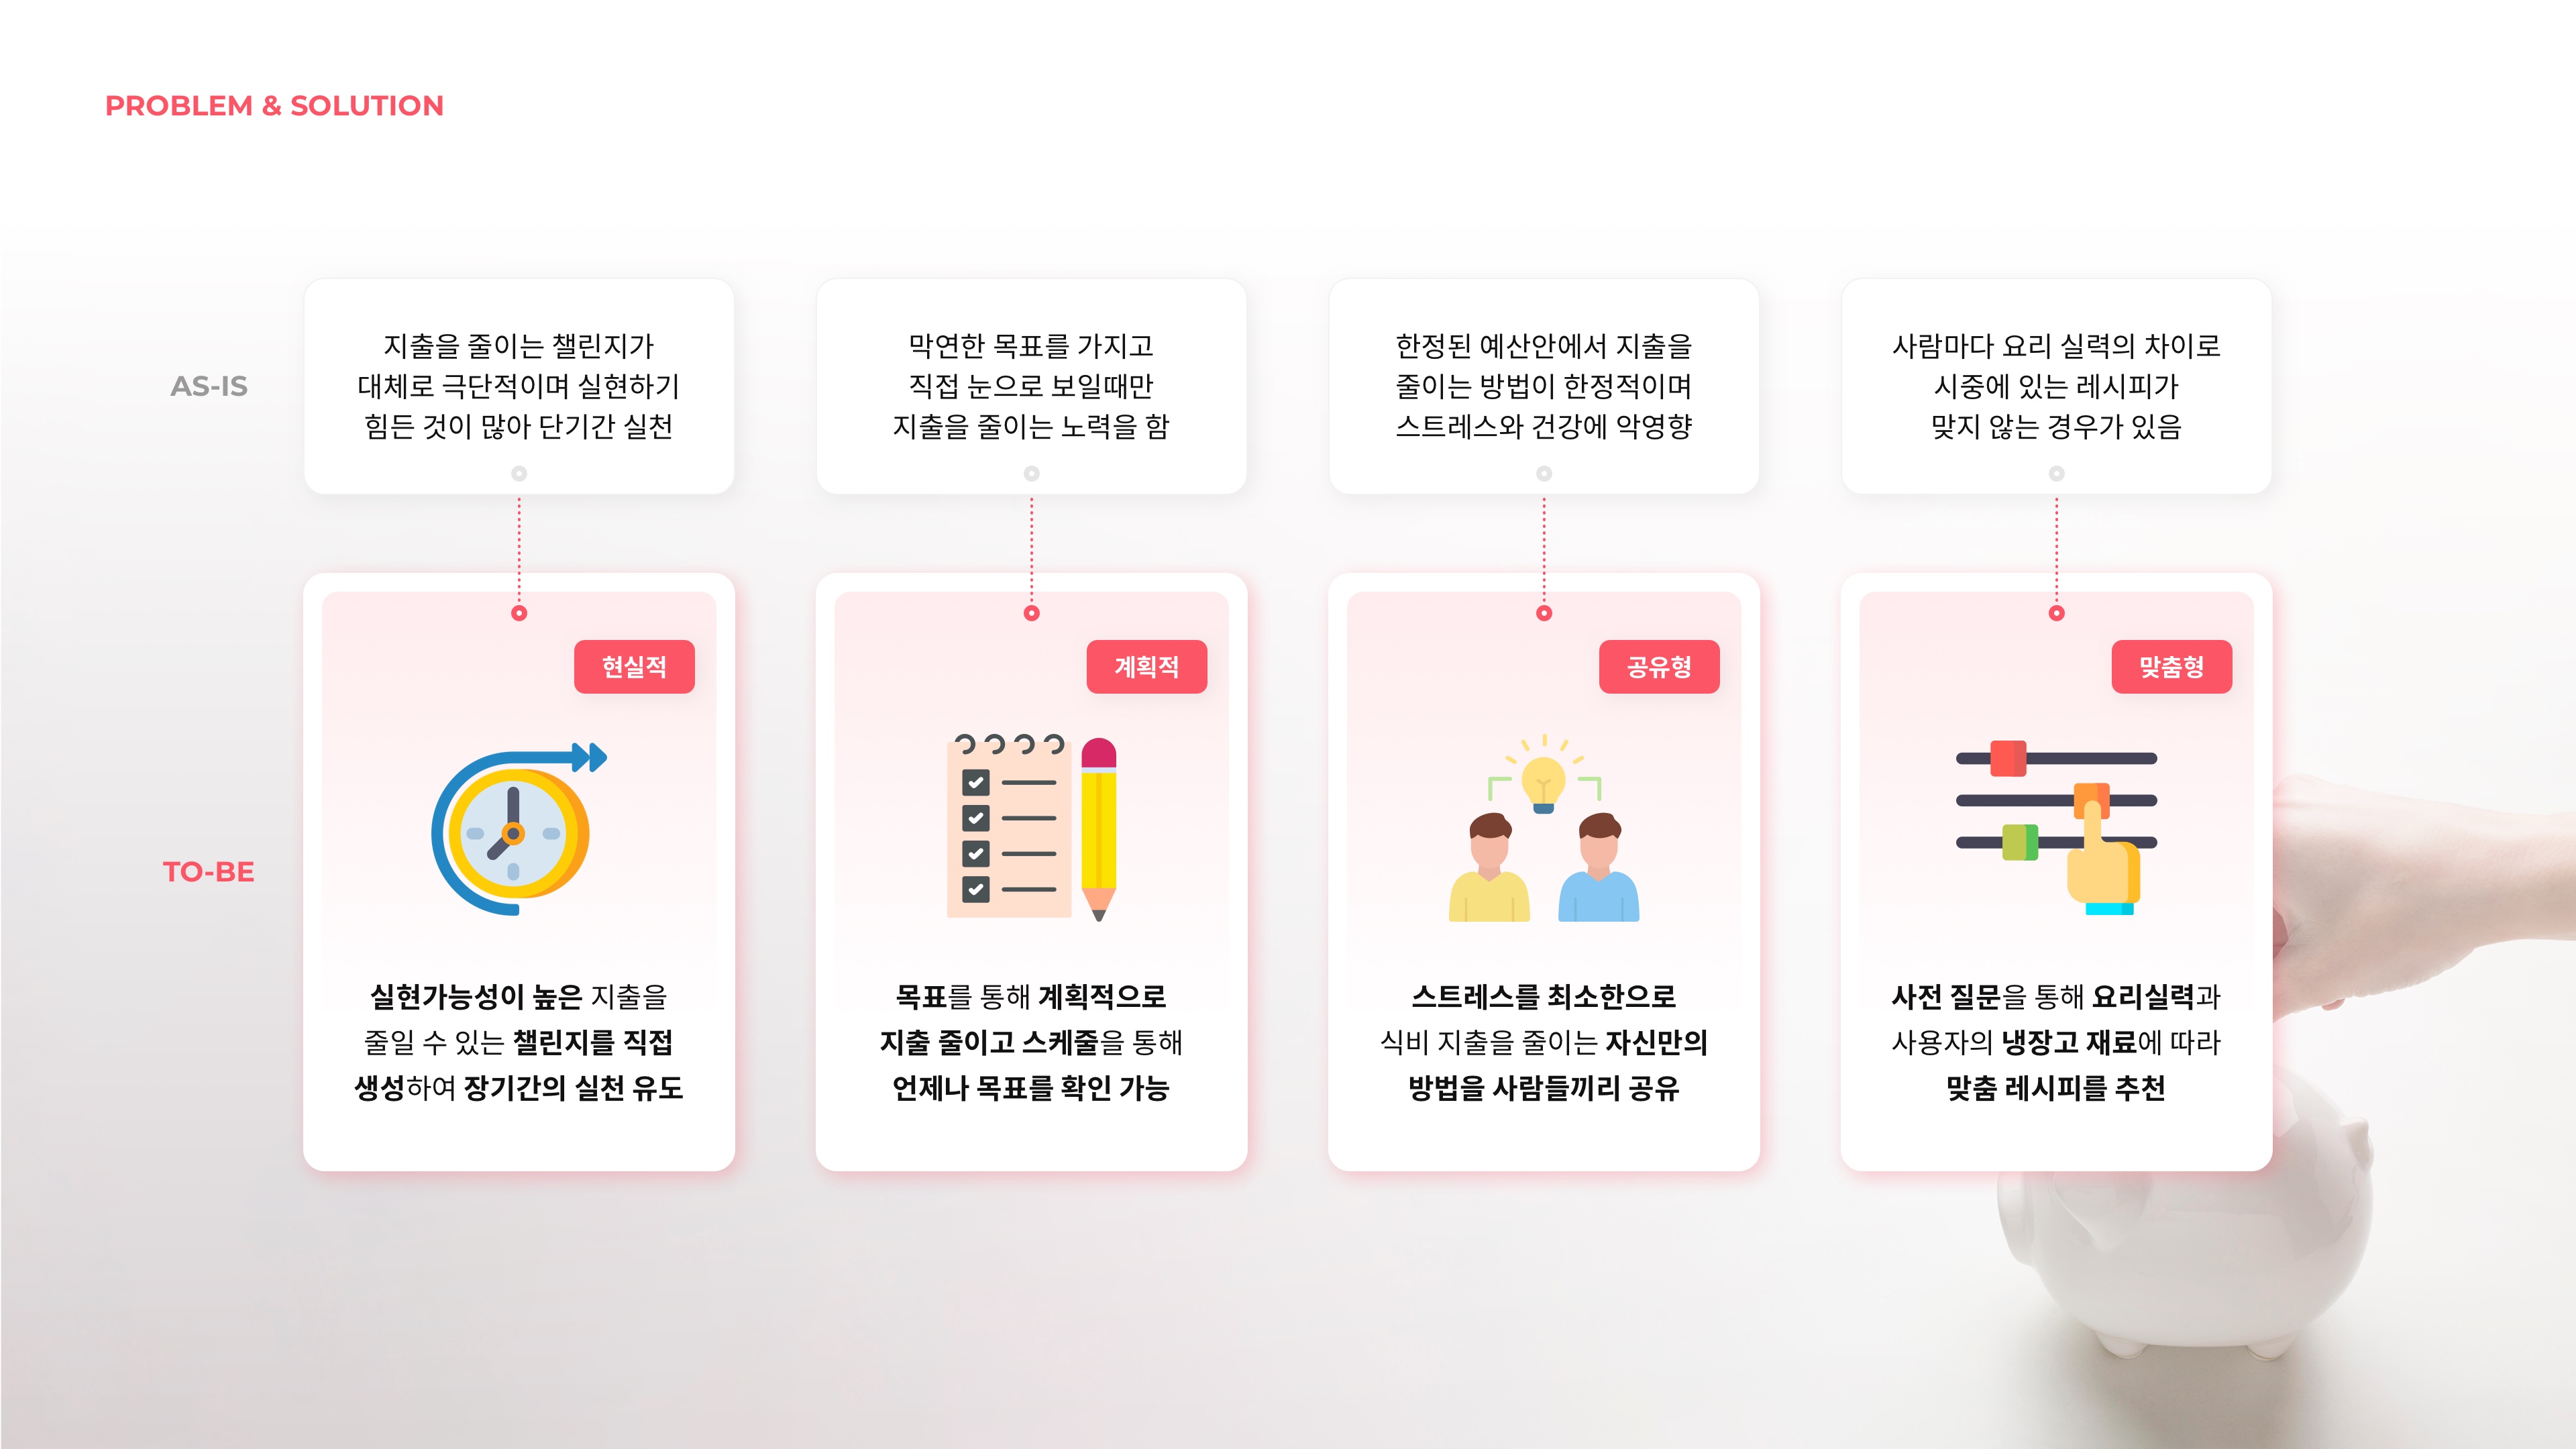 PROBLEM & SOLUTION
AS-IS
지출을 줄이는 챌린지가
대체로 극단적이며 실현하기
힘든 것이 많아 단기간 실천
막연한 목표를 가지고
직접 눈으로 보일때만
지출을 줄이는 노력을 함
한정된 예산안에서 지출을
줄이는 방법이 한정적이며
스트레스와 건강에 악영향
사람마다 요리 실력의 차이로
시중에 있는 레시피가
맞지 않는 경우가 있음
TO-BE
현실적
실현가능성이 높은 지출을
줄일 수 있는 챌린지를 직접
생성하여 장기간의 실천 유도
계획적
목표를 통해 계획적으로
지출 줄이고 스케줄을 통해
언제나 목표를 확인 가능
공유형
스트레스를 최소한으로
식비 지출을 줄이는 자신만의
방법을 사람들끼리 공유
맞춤형
사전 질문을 통해 요리실력과
사용자의 냉장고 재료에 따라
맞춤 레시피를 추천